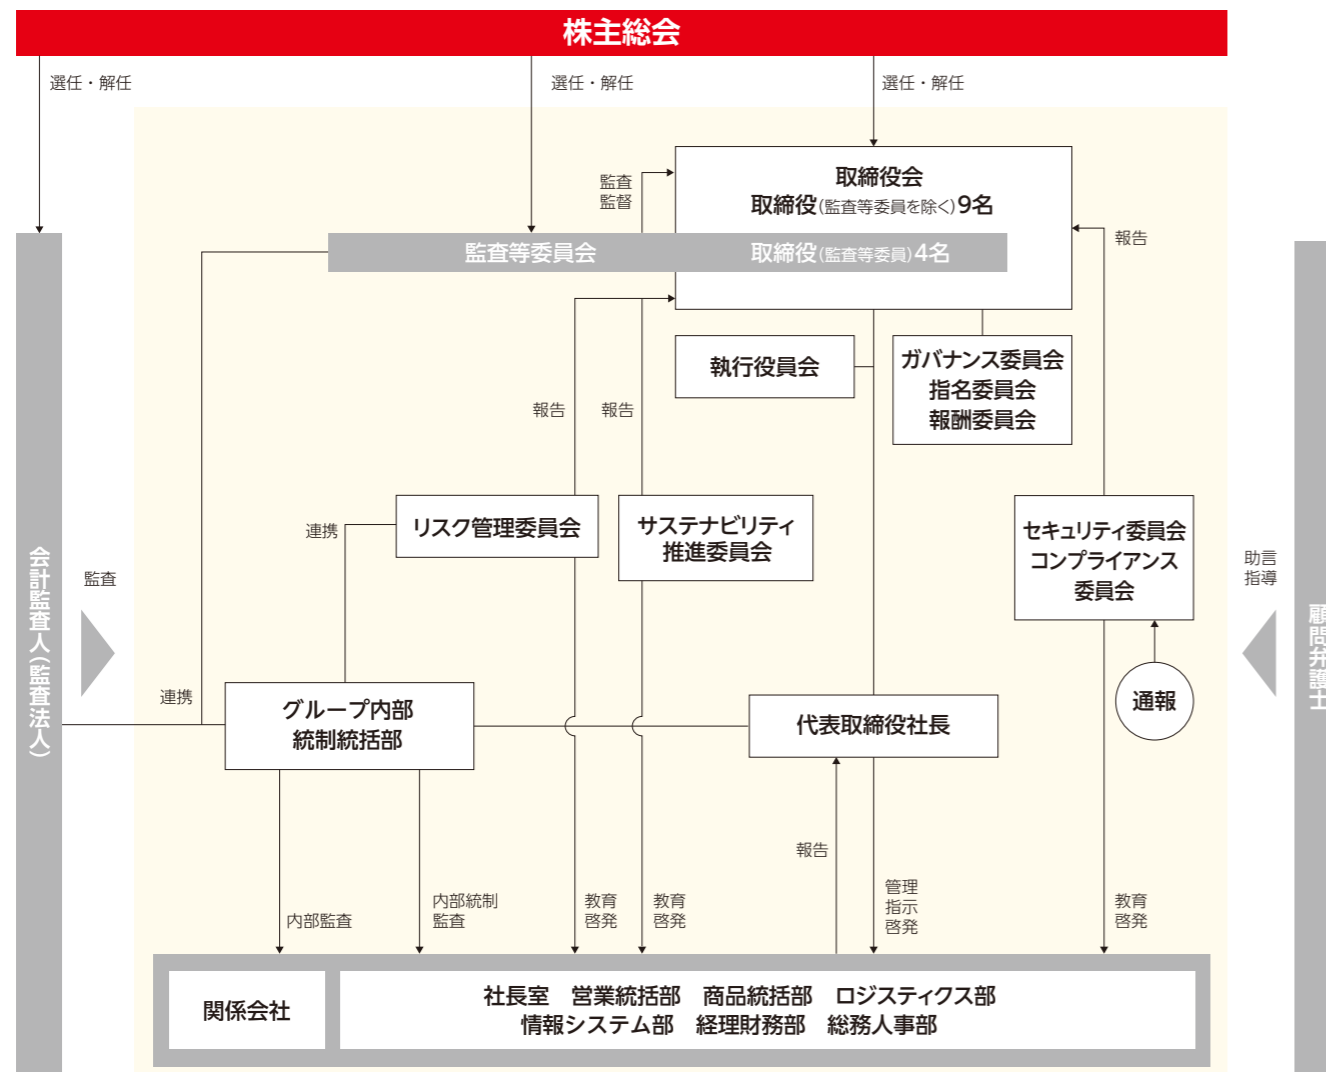 株主総会
選任・解任
選任・解任
選任・解任
監査
監督
取締役会
取締役(監査等委員を除く)9名
監査等委員会
取締役(監査等委員)4名
報告
執行役員会
ガバナンス委員会
指名委員会
報酬委員会
報告
報告
連携
リスク管理委員会
サステナビリティ
推進委員会
セキュリティ委員会
コンプライアンス
委員会
助言
指導
会計監査人(監査法人)
監査
顧問弁護士
連携
グループ内部
統制統括部
代表取締役社長
通報
報告
内部監査
内部統制
監査
教育
啓発
教育
啓発
管理
指示
啓発
教育
啓発
関係会社
社長室　営業統括部　商品統括部　ロジスティクス部
情報システム部　経理財務部　総務人事部